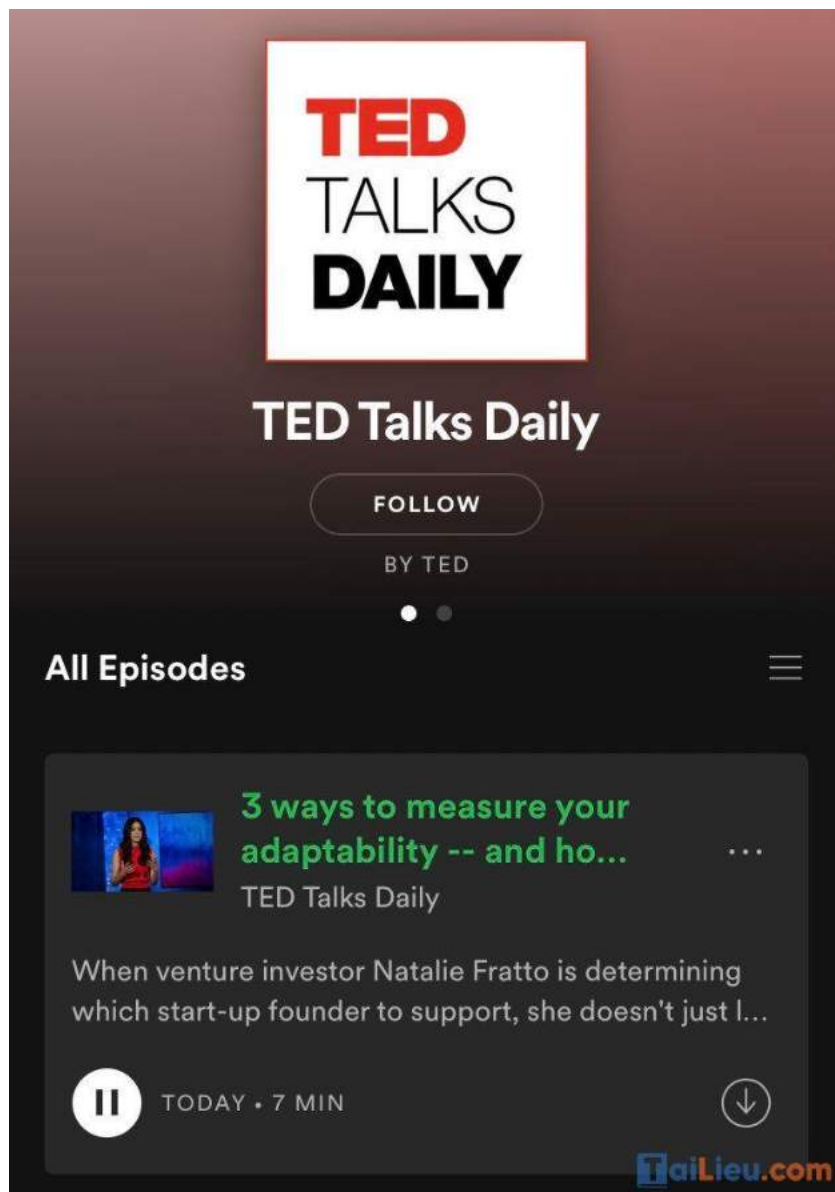 TED
TALKS
DAILY
TED Talks Daily
FOLLOW
BY TED
All Episodes
3 ways to measure your
adaptability -- and ho...
TED Talks Daily
When venture investor Natalie Fratto is determining
which start-up founder to support, she doesn't just l...
TODAY • 7 MIN
TaiLieu.com